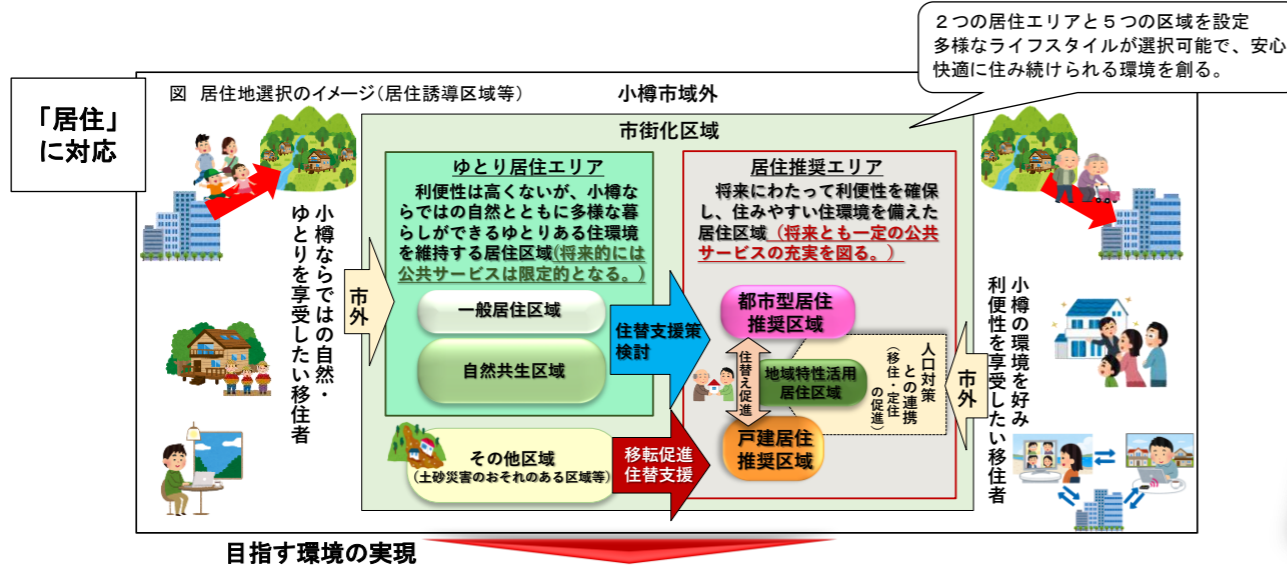 2つの居住エリアと5つの区域を設定
多様なライフスタイルが選択可能で、安心
快適に住み続けられる環境を創る。
「居住」
に対応
図 居住地選択のイメージ(居住誘導区域等)
小樽市域外
市街化区域
ゆとり居住エリア
利便性は高くないが、小樽な
らではの自然とともに多様な暮
らしができるゆとりある住環境
を維持する居住区域(将来的には
公共サービスは限定的となる。)
居住推奨エリア
将来にわたって利便性を確保
し、住みやすい住環境を備えた
居住区域(将来とも一定の公共
サービスの充実を図る。)
小樽ならではの自然・
ゆとりを享受したい移住者
市外
一般居住区域
自然共生区域
その他区域
(土砂災害のおそれのある区域等)
住替支援策
検討
移転促進
住替支援
都市型居住
推奨区域
住替え促進
地域特性活用
居住区域
戸建居住
推奨区域
人口対策
との連携
(移住・定住
の促進)
市外
小樽の環境を好み
利便性を享受したい移住者
目指す環境の実現